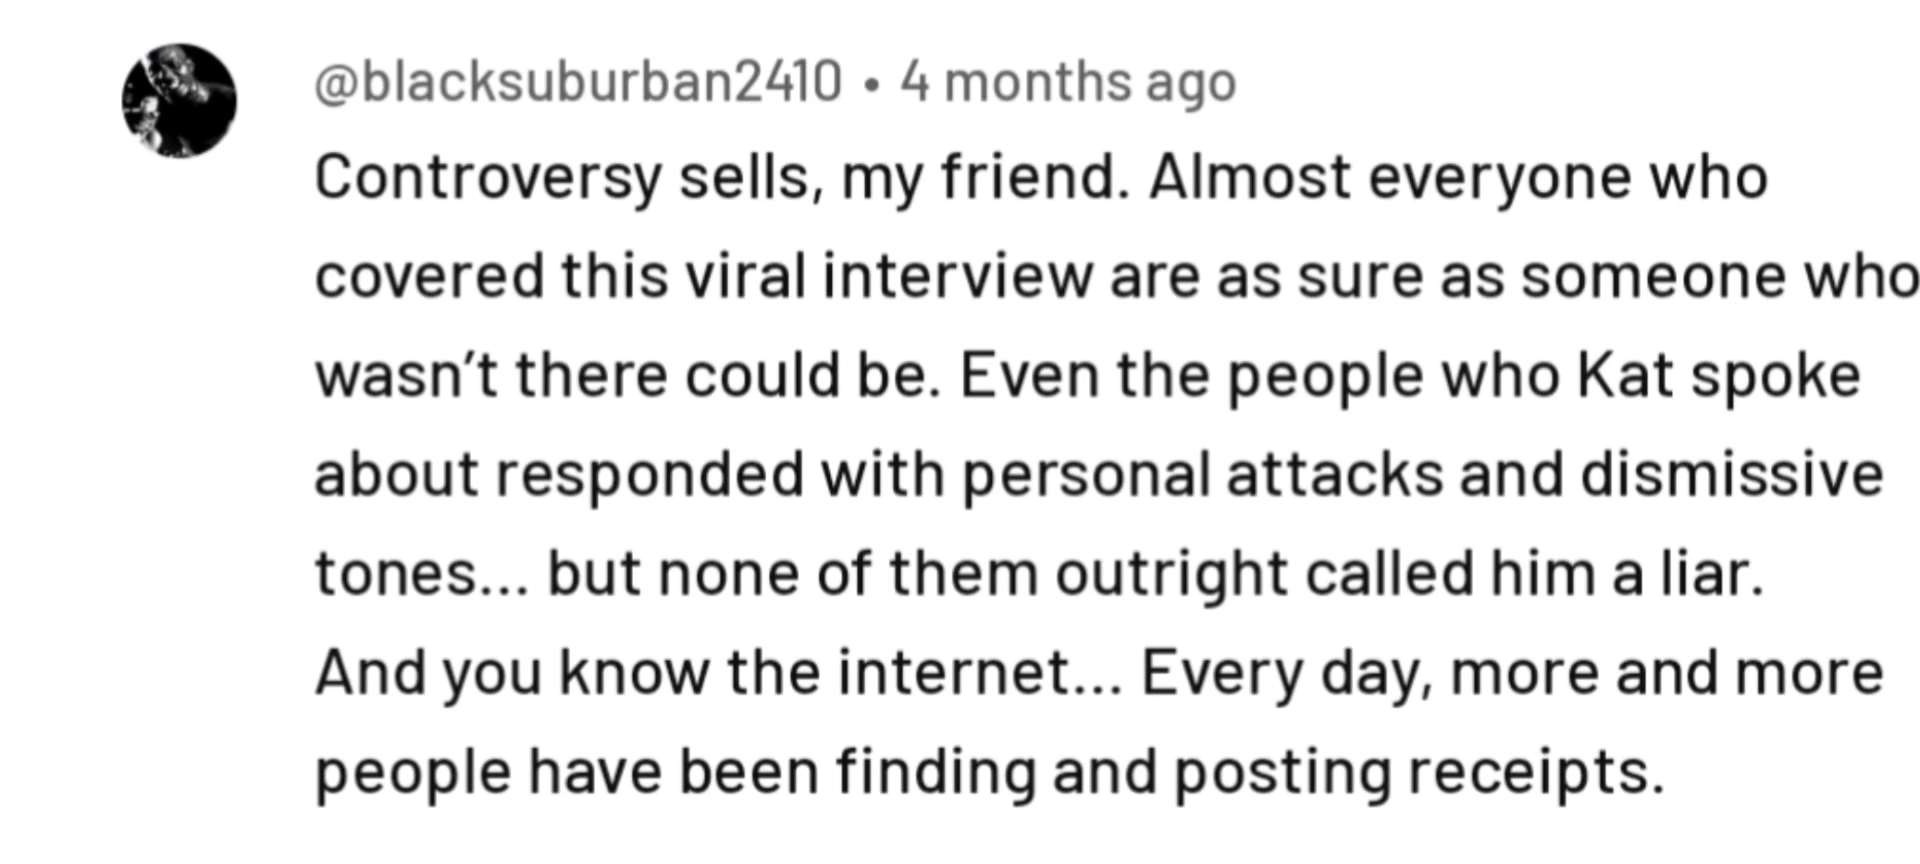 @blacksuburban2410 • 4 months ago
Controversy sells, my friend. Almost everyone who
covered this viral interview are as sure as someone who
wasn’t there could be. Even the people who Kat spoke
about responded with personal attacks and dismissive
tones... but none of them outright called him a liar.
And you know the internet... Every day, more and more
people have been finding and posting receipts.